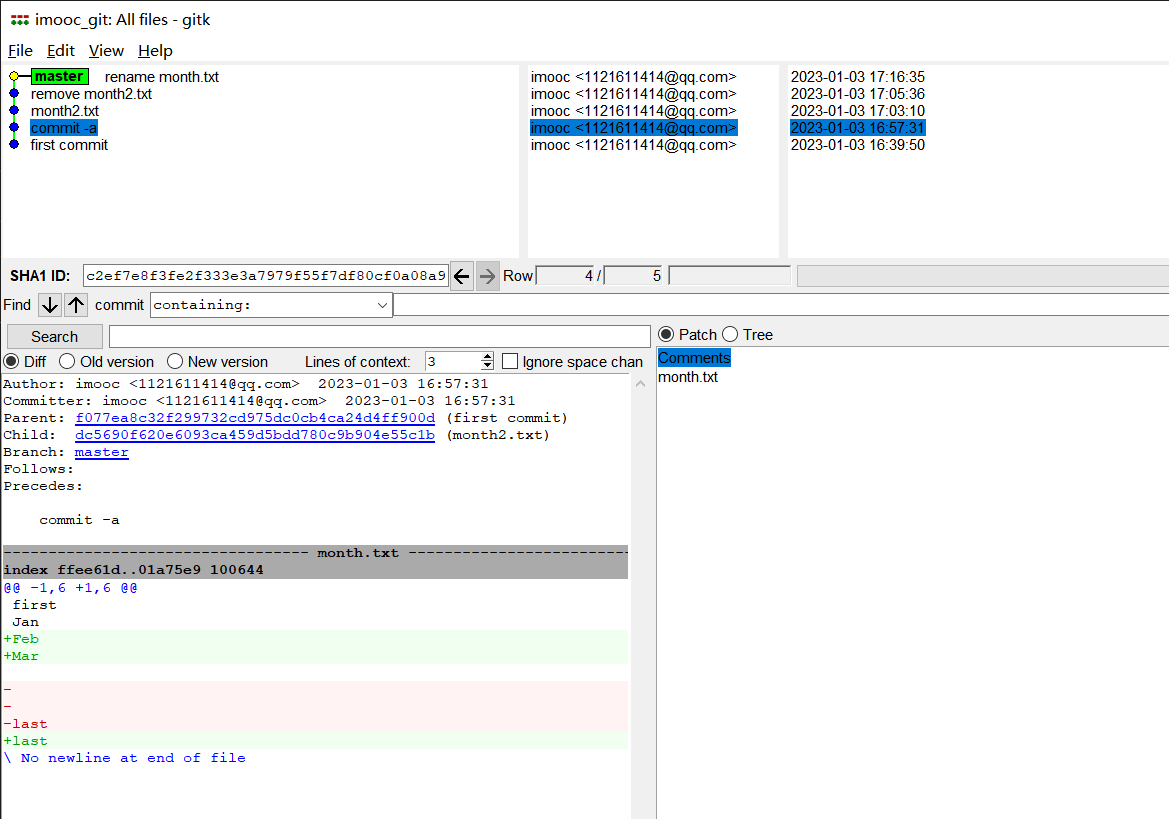 imooc_git: All files - gitk
File Edit View Help
master rename month.txt imooc <1121611414@qq.com> 2023-01-03 17:16:35
remove month2.txt imooc <1121611414@qq.com> 2023-01-03 17:05:36
month2.txt imooc <1121611414@qq.com> 2023-01-03 17:03:10
commit -a imooc <1121611414@qq.com> 2023-01-03 16:57:31
first commit imooc <1121611414@qq.com> 2023-01-03 16:39:50
SHA1 ID: c2ef7e8f3fe2f333e3a7979f55f7df80cf0a08a9 Row 4 / 5
Find commit containing:
Search
Patch Tree
Diff Old version New version Lines of context: 3 Ignore space chan
Comments
month.txt
Author: imooc <1121611414@qq.com>  2023-01-03 16:57:31
Committer: imooc <1121611414@qq.com>  2023-01-03 16:57:31
Parent: f077ea8c32f299732cd975dc0cb4ca24d4ff900d (first commit)
Child:  dc5690f620e6093ca459d5bdd780c9b904e55c1b (month2.txt)
Branch: master
Follows:
Precedes:
commit -a
---------------------------------- month.txt ------------------------
index ffee61d..01a75e9 100644
@@ -1,6 +1,6 @@
first
Jan
+Feb
+Mar
-
-
-last
+last
\ No newline at end of file